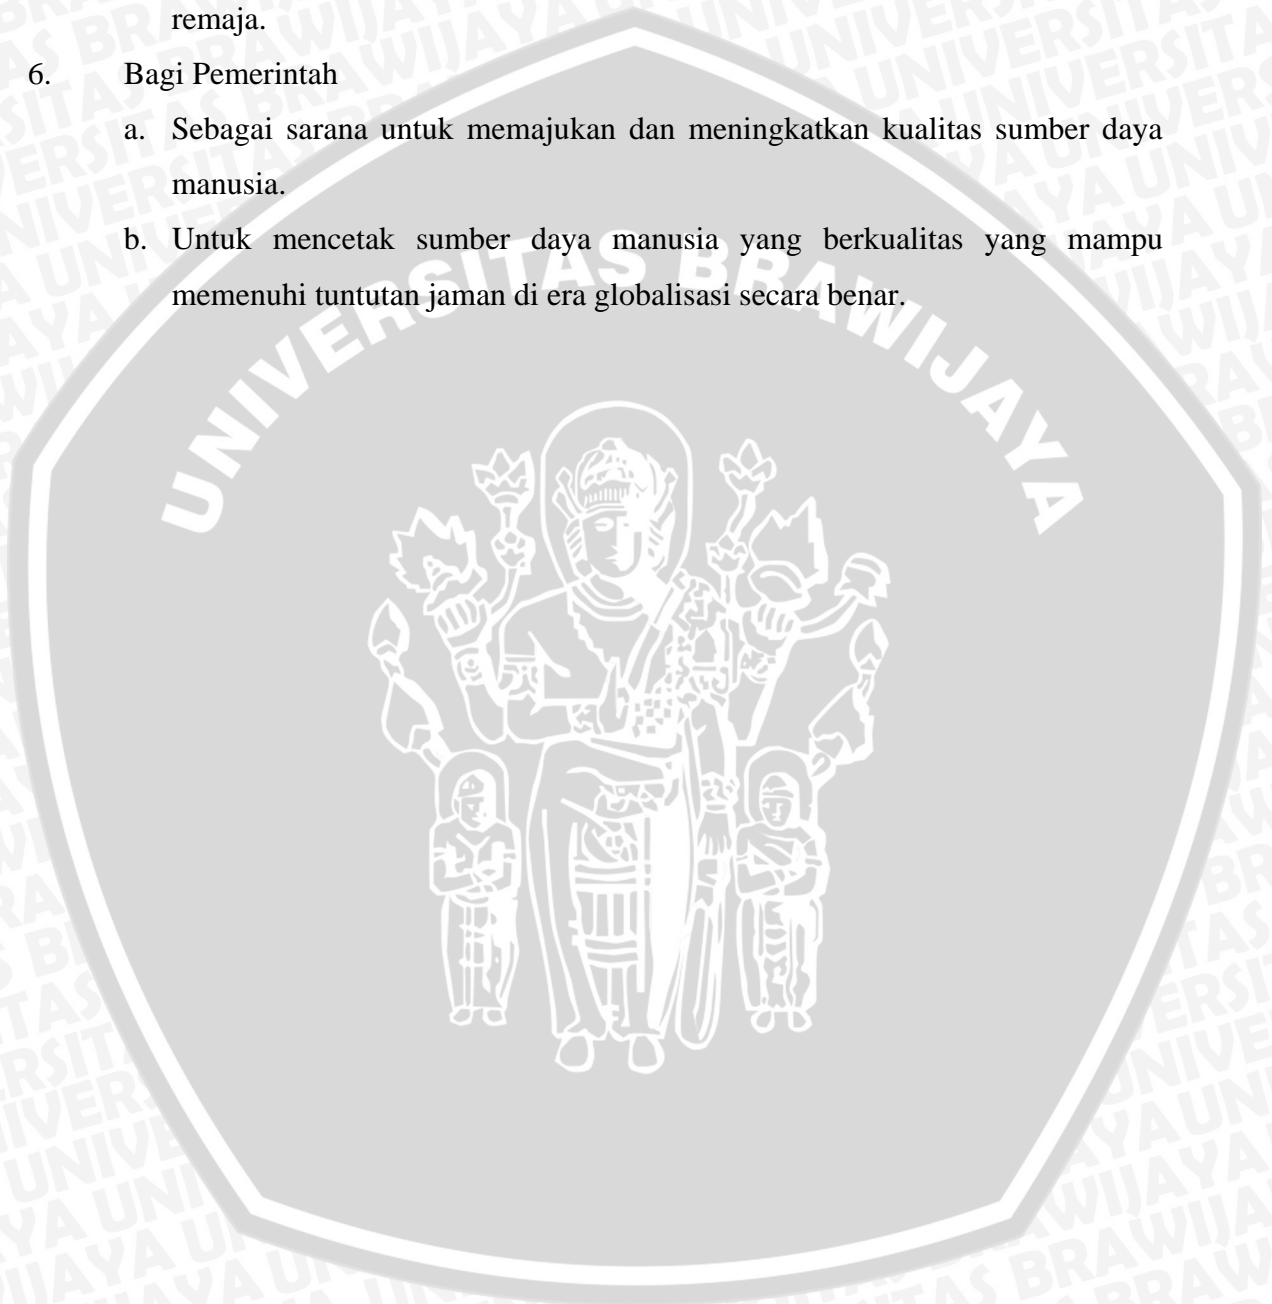 remaja.
6. Bagi Pemerintah
a. Sebagai sarana untuk memajukan dan meningkatkan kualitas sumber daya
manusia.
b. Untuk mencetak sumber daya manusia yang berkualitas yang mampu
memenuhi tuntutan jaman di era globalisasi secara benar.
UNIVERSITAS BRAWIJAYA